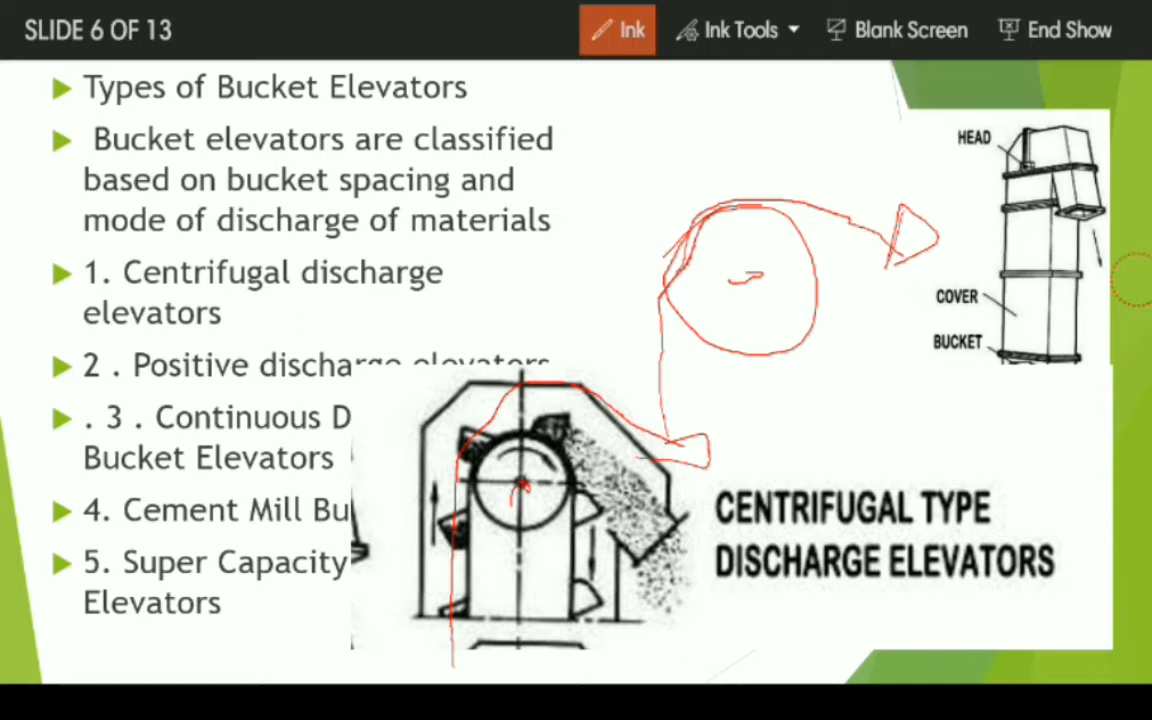 SLIDE 6 OF 13
Ink
Ink Tools
Blank Screen
End Show
Types of Bucket Elevators
Bucket elevators are classified
based on bucket spacing and
mode of discharge of materials
1. Centrifugal discharge
elevators
2 . Positive discharge elevators
. 3 . Continuous D
Bucket Elevators
4. Cement Mill Bu
5. Super Capacity
Elevators
HEAD
COVER
BUCKET
CENTRIFUGAL TYPE
DISCHARGE ELEVATORS